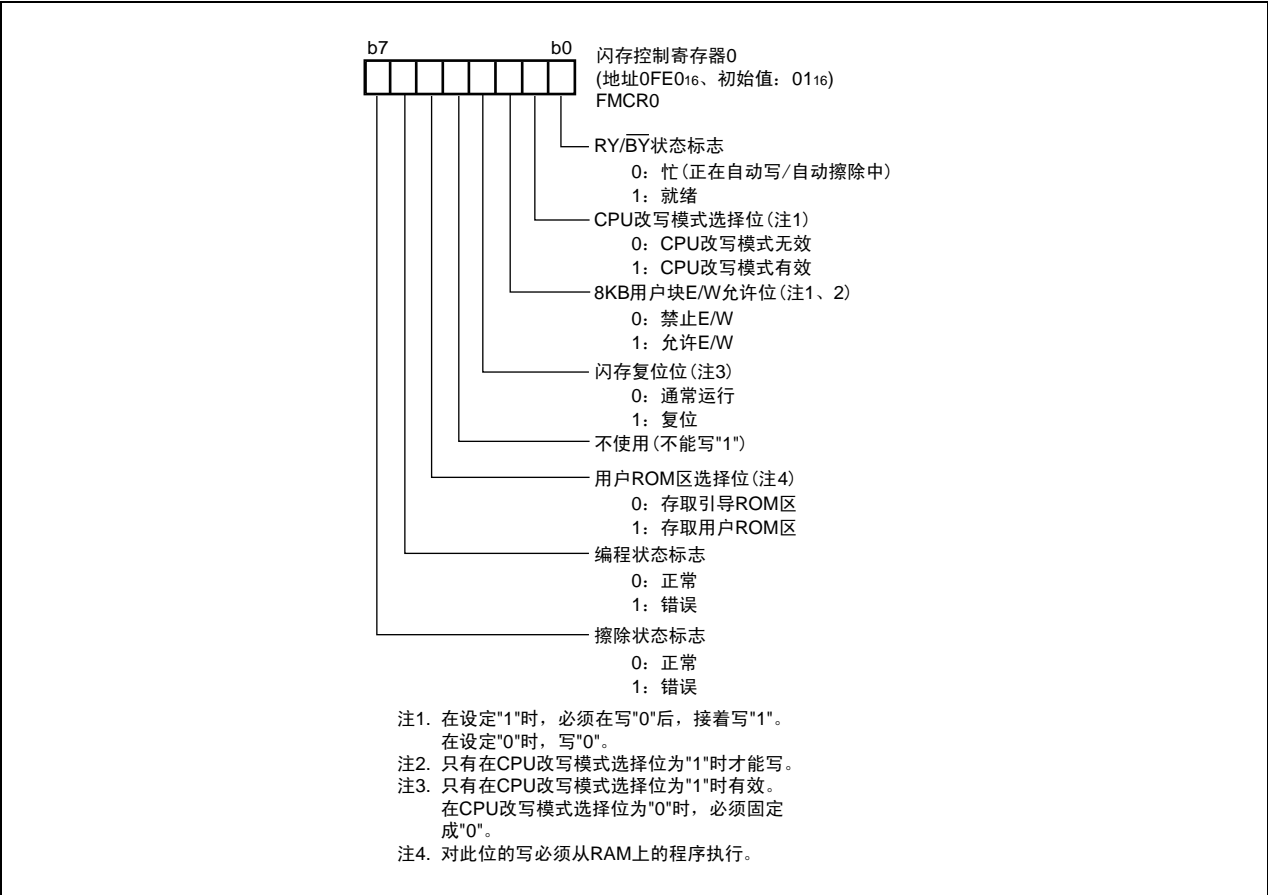 b7 b0
闪存控制寄存器0
(地址0FE016、初始值：0116)
FMCR0
RY/BY状态标志
0：忙(正在自动写/自动擦除中)
1：就绪
CPU改写模式选择位(注1)
0：CPU改写模式无效
1：CPU改写模式有效
8KB用户块E/W允许位(注1、2)
0：禁止E/W
1：允许E/W
闪存复位位(注3)
0：通常运行
1：复位
不使用(不能写"1")
用户ROM区选择位(注4)
0：存取引导ROM区
1：存取用户ROM区
编程状态标志
0：正常
1：错误
擦除状态标志
0：正常
1：错误
注1. 在设定"1"时，必须在写"0"后，接着写"1"。
在设定"0"时，写"0"。
注2. 只有在CPU改写模式选择位为"1"时才能写。
注3. 只有在CPU改写模式选择位为"1"时有效。
在CPU改写模式选择位为"0"时，必须固定
成"0"。
注4. 对此位的写必须从RAM上的程序执行。